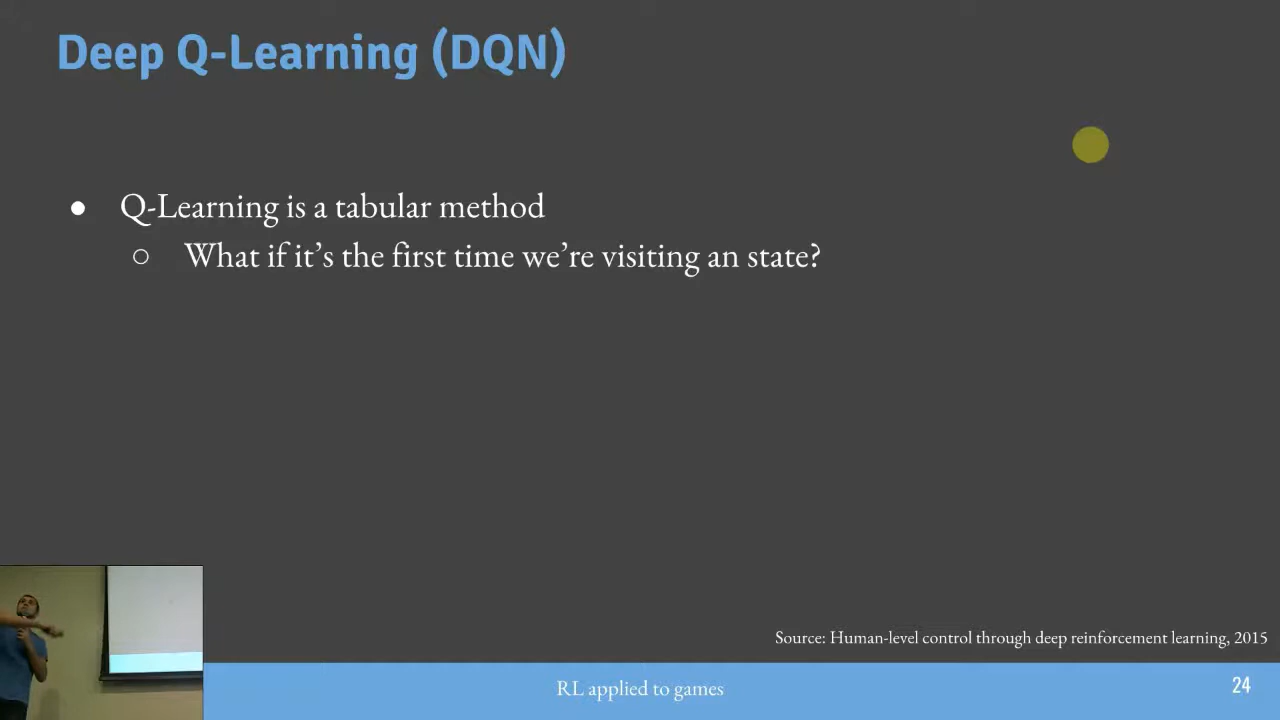 Deep Q-Learning (DQN)
● Q-Learning is a tabular method
○ What if it’s the first time we’re visiting an state?
Source: Human-level control through deep reinforcement learning, 2015
RL applied to games
24